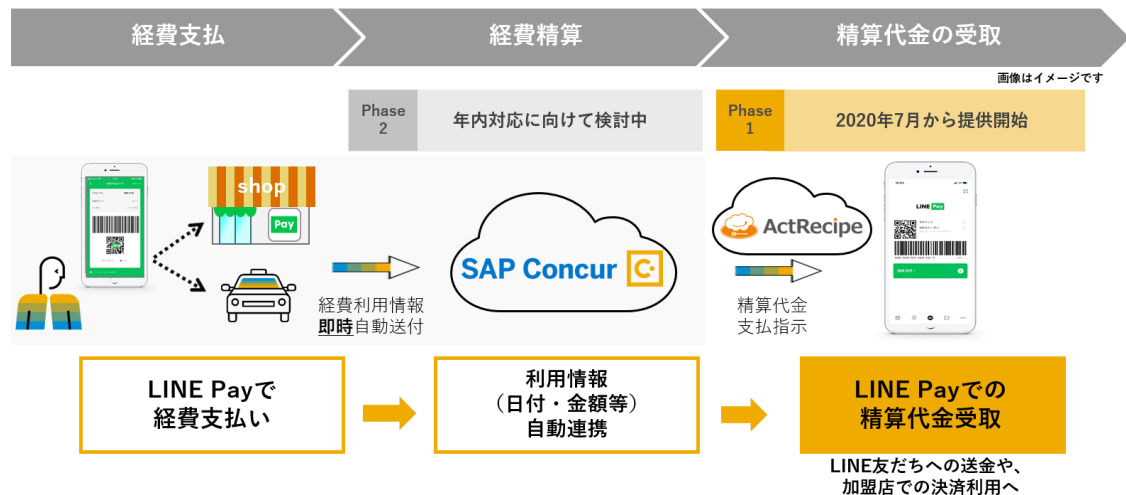 経費支払
経費精算
精算代金の受取
画像はイメージです
Phase
2
年内対応に向けて検討中
Phase
1
2020年7月から提供開始
shop
Pay
SAP Concur
ActRecipe
LINE Pay
経費利用情報
即時自動送付
精算代金
支払指示
LINE Payで
経費支払い
利用情報
（日付・金額等）
自動連携
LINE Payでの
精算代金受取
LINE友だちへの送金や、
加盟店での決済利用へ